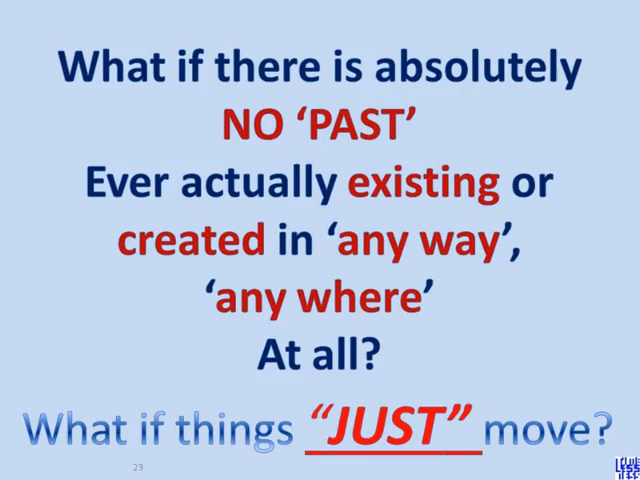 What if there is absolutely
NO ‘PAST’
Ever actually existing or
created in ‘any way’,
‘any where’
At all?
What if things “JUST” move?
23